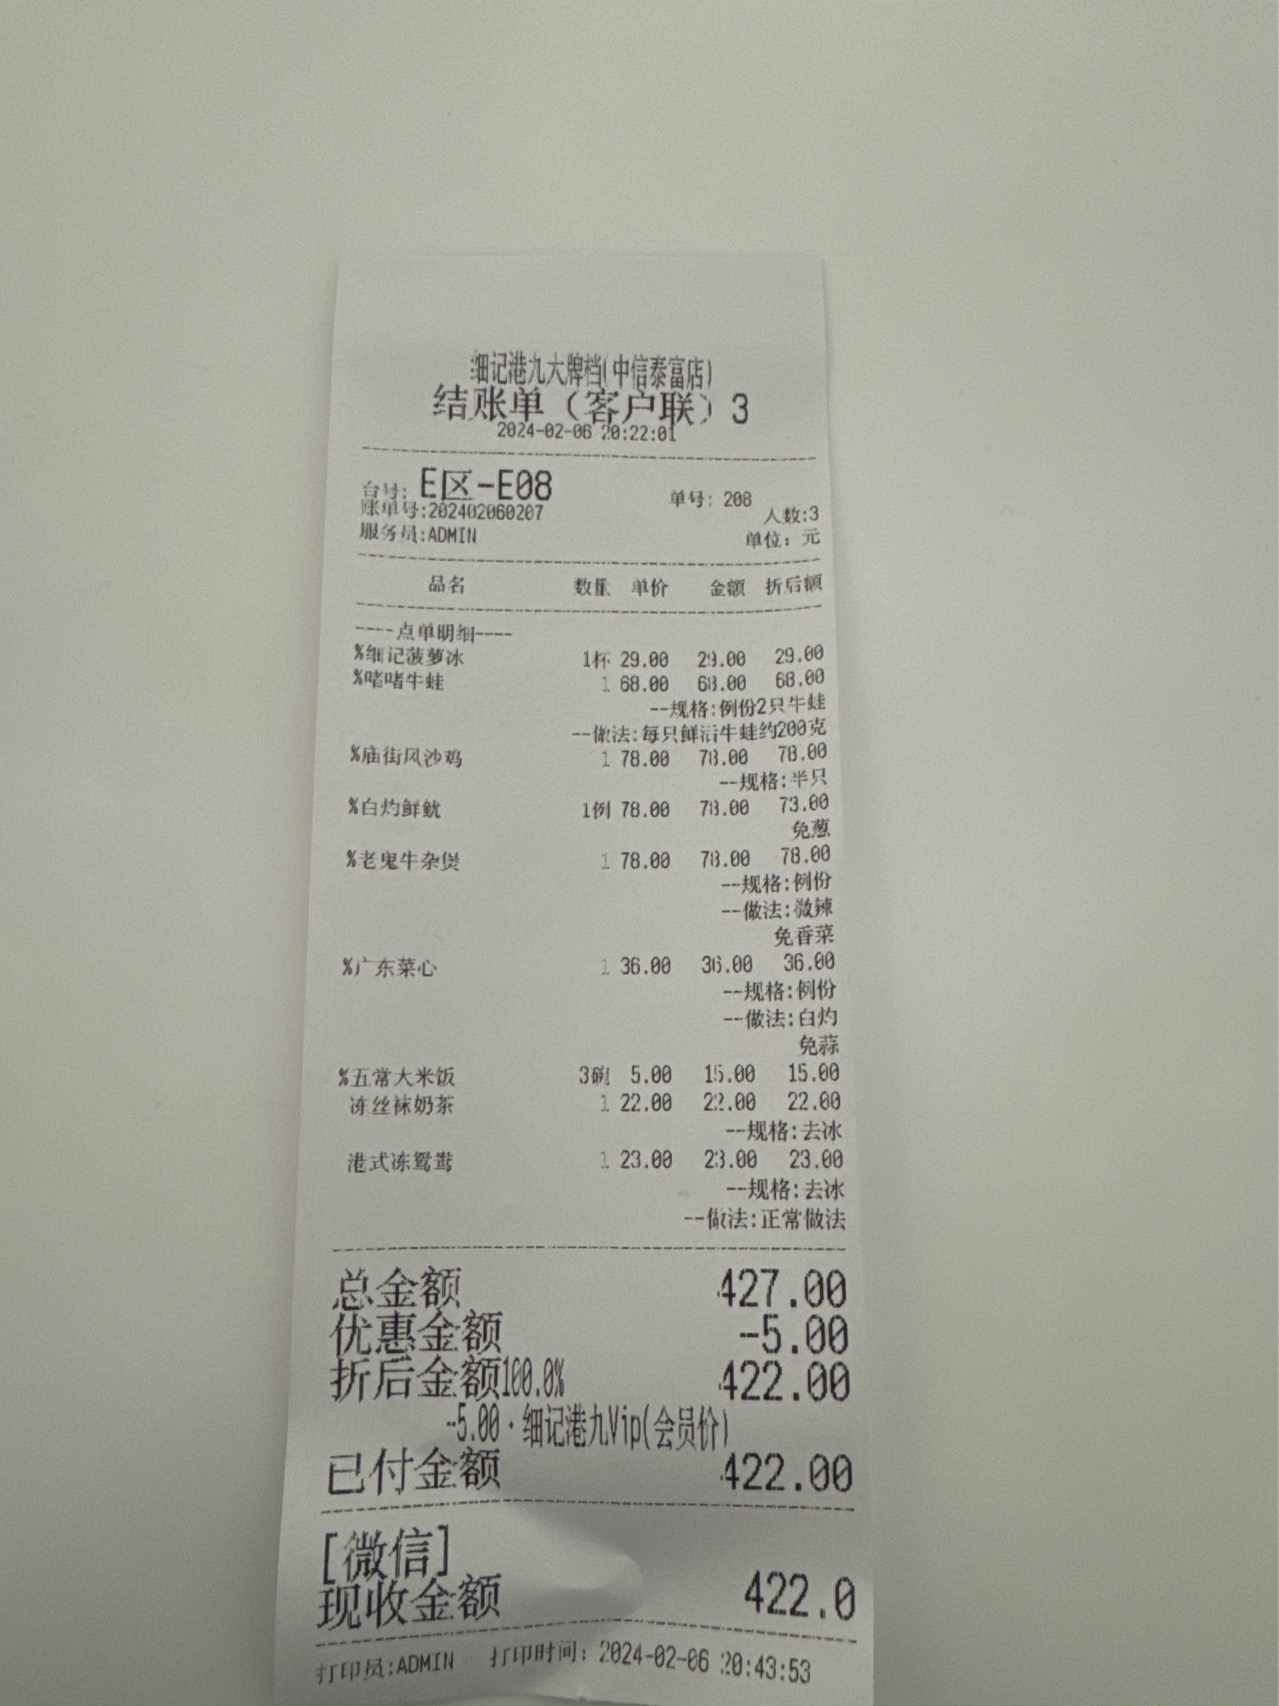 细记港九大牌档(中信泰富店)
结账单（客户联）3
2024-02-06 20:22:01
台号: E区-E08 单号: 208
账单号:202402060207 人数:3
服务员:ADMIN 单位: 元
品名 数量 单价 金额 折后额
----点单明细----
%细记菠萝冰 1杯 29.00 29.00 29.00
%啫啫牛蛙 1 68.00 68.00 68.00
--规格:例份2只牛蛙
--做法:每只鲜活牛蛙约200克
%庙街风沙鸡 1 78.00 78.00 78.00
--规格:半只
%白灼鲜鱿 1例 78.00 78.00 73.00
免葱
%老鬼牛杂煲 1 78.00 78.00 78.00
--规格:例份
--做法:微辣
免香菜
%广东菜心 1 36.00 36.00 36.00
--规格:例份
--做法:白灼
免蒜
%五常大米饭 3碗 5.00 15.00 15.00
冻丝袜奶茶 1 22.00 22.00 22.00
--规格:去冰
港式冻鸳鸯 1 23.00 23.00 23.00
--规格:去冰
--做法:正常做法
总金额 427.00
优惠金额 -5.00
折后金额100.0% 422.00
-5.00·细记港九Vip(会员价)
已付金额 422.00
[微信]
现收金额 422.0
打印员:ADMIN 打印时间: 2024-02-06 20:43:53